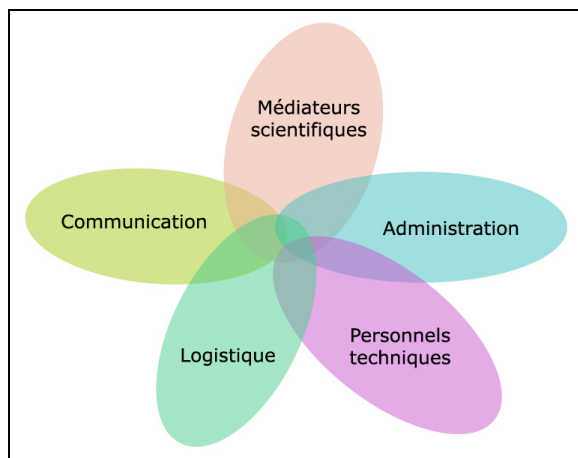 Médiateurs
scientifiques
Communication
Administration
Logistique
Personnels
techniques